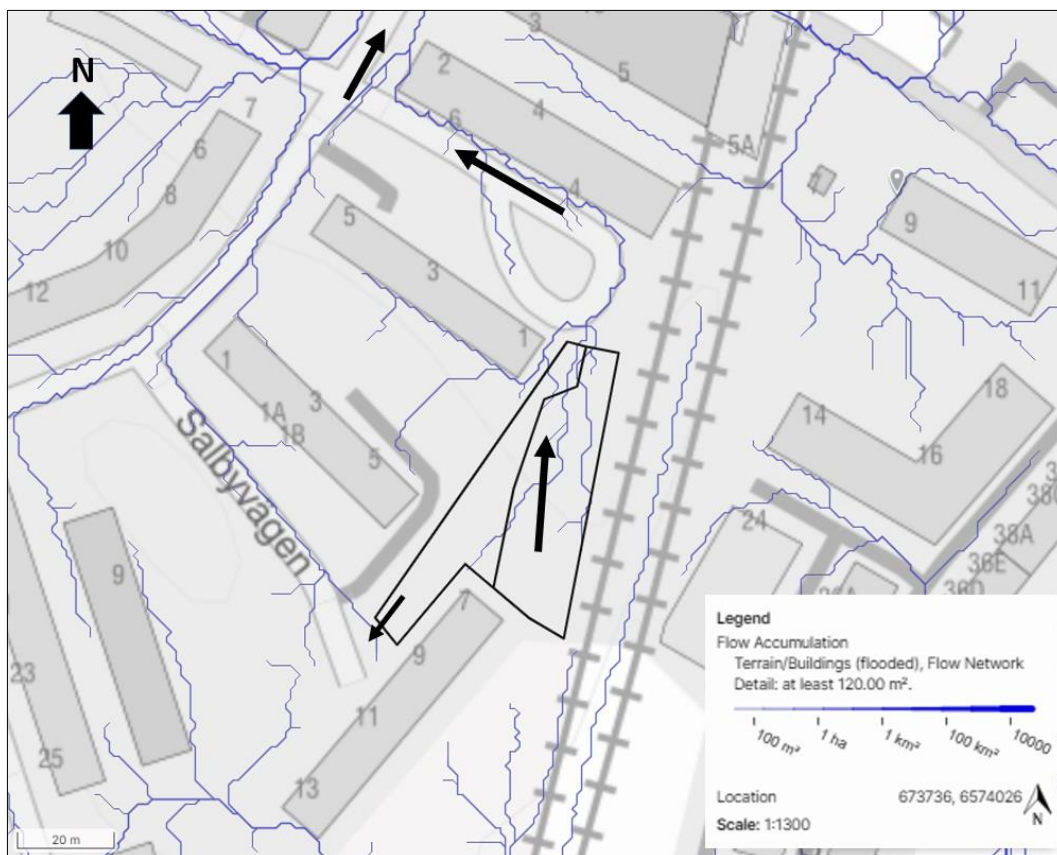 N
3
2
4
5
6
4
7
6
8
10
12
5A
4
9
11
5
3
1
1
3
1A
1B
5
Salbyvägen
18
14
16
38A
36E
24
7
9
11
13
9
23
25
20 m
Legend
Flow Accumulation
Terrain/Buildings (flooded), Flow Network
Detail: at least 120.00 m².
100 m²
1 ha
1 km²
100 km²
10000
Location
673736, 6574026
Scale: 1:1300
N